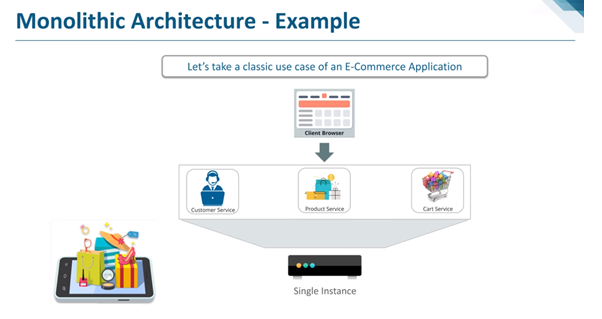 Monolithic Architecture - Example
Let's take a classic use case of an E-Commerce Application
Client Browser
Customer Service
Product Service
Cart Service
Single Instance